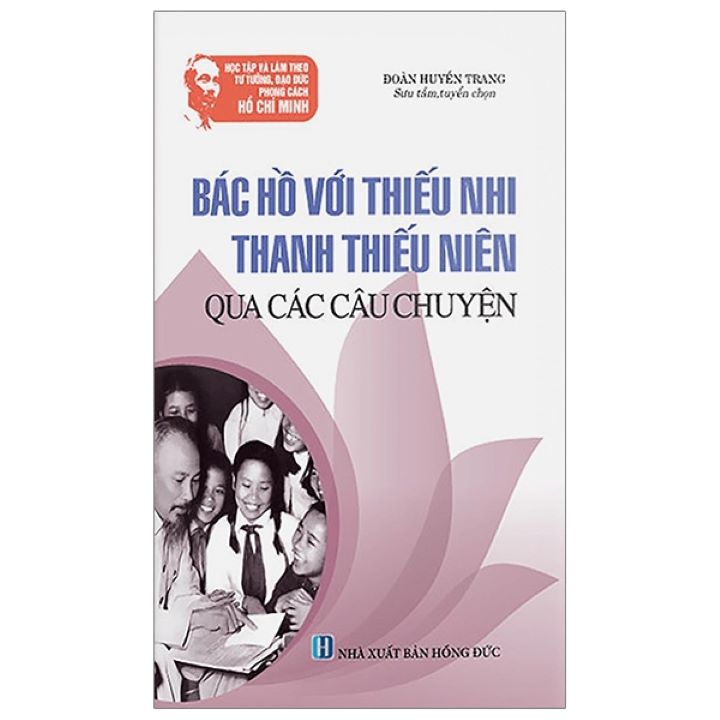 HỌC TẬP VÀ LÀM THEO
TƯ TƯỞNG, ĐẠO ĐỨC
PHONG CÁCH
HỒ CHÍ MINH
ĐOÀN HUYỀN TRANG
Sưu tầm,tuyển chọn
BÁC HỒ VỚI THIẾU NHI
THANH THIẾU NIÊN
QUA CÁC CÂU CHUYỆN
NHÀ XUẤT BẢN HỒNG ĐỨC